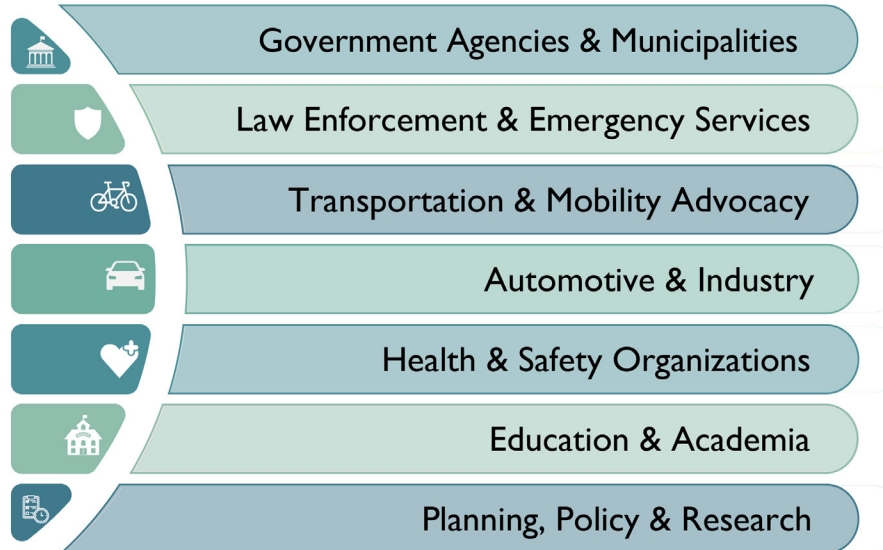 Government Agencies & Municipalities
Law Enforcement & Emergency Services
Transportation & Mobility Advocacy
Automotive & Industry
Health & Safety Organizations
Education & Academia
Planning, Policy & Research